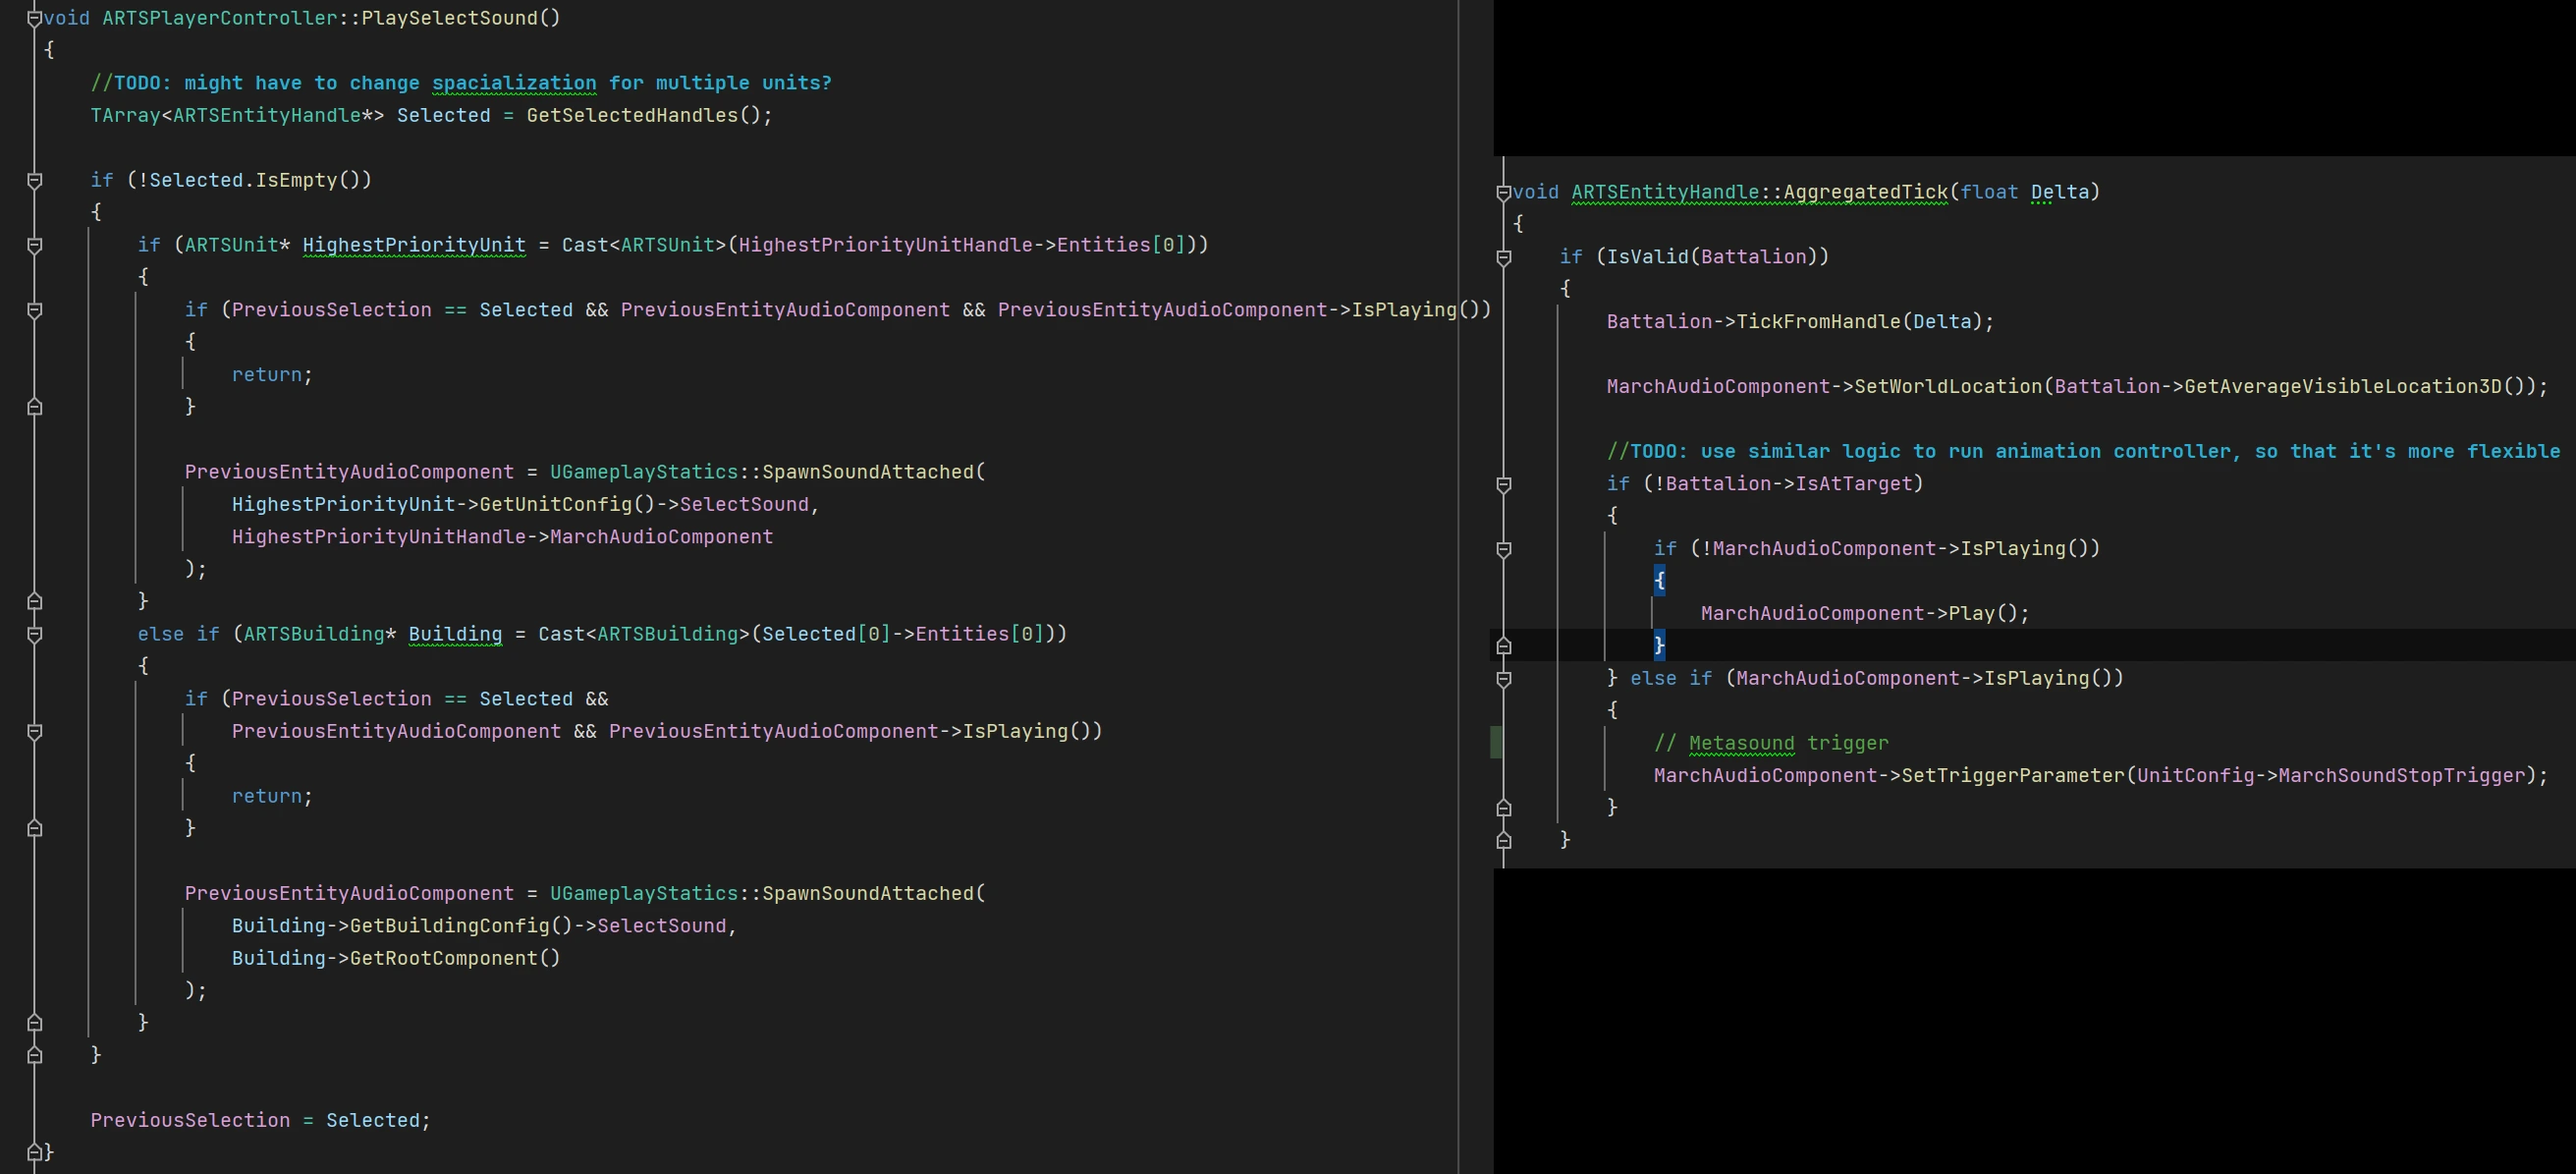 void ARTSPlayerController::PlaySelectSound()
{
    //TODO: might have to change spacialization for multiple units?
    TArray<ARTSEntityHandle*> Selected = GetSelectedHandles();

    if (!Selected.IsEmpty())
    {
        if (ARTSUnit* HighestPriorityUnit = Cast<ARTSUnit>(HighestPriorityUnitHandle->Entities[0]))
        {
            if (PreviousSelection == Selected && PreviousEntityAudioComponent && PreviousEntityAudioComponent->IsPlaying())
            {
                return;
            }

            PreviousEntityAudioComponent = UGameplayStatics::SpawnSoundAttached(
                HighestPriorityUnit->GetUnitConfig()->SelectSound,
                HighestPriorityUnitHandle->MarchAudioComponent
            );
        }
        else if (ARTSBuilding* Building = Cast<ARTSBuilding>(Selected[0]->Entities[0]))
        {
            if (PreviousSelection == Selected &&
                PreviousEntityAudioComponent && PreviousEntityAudioComponent->IsPlaying())
            {
                return;
            }

            PreviousEntityAudioComponent = UGameplayStatics::SpawnSoundAttached(
                Building->GetBuildingConfig()->SelectSound,
                Building->GetRootComponent()
            );
        }
    }

    PreviousSelection = Selected;
}
void ARTSEntityHandle::AggregatedTick(float Delta)
{
    if (IsValid(Battalion))
    {
        Battalion->TickFromHandle(Delta);

        MarchAudioComponent->SetWorldLocation(Battalion->GetAverageVisibleLocation3D());

        //TODO: use similar logic to run animation controller, so that it's more flexible
        if (!Battalion->IsAtTarget)
        {
            if (!MarchAudioComponent->IsPlaying())
            {
                MarchAudioComponent->Play();
            }
        } else if (MarchAudioComponent->IsPlaying())
        {
            // Metasound trigger
            MarchAudioComponent->SetTriggerParameter(UnitConfig->MarchSoundStopTrigger);
        }
    }